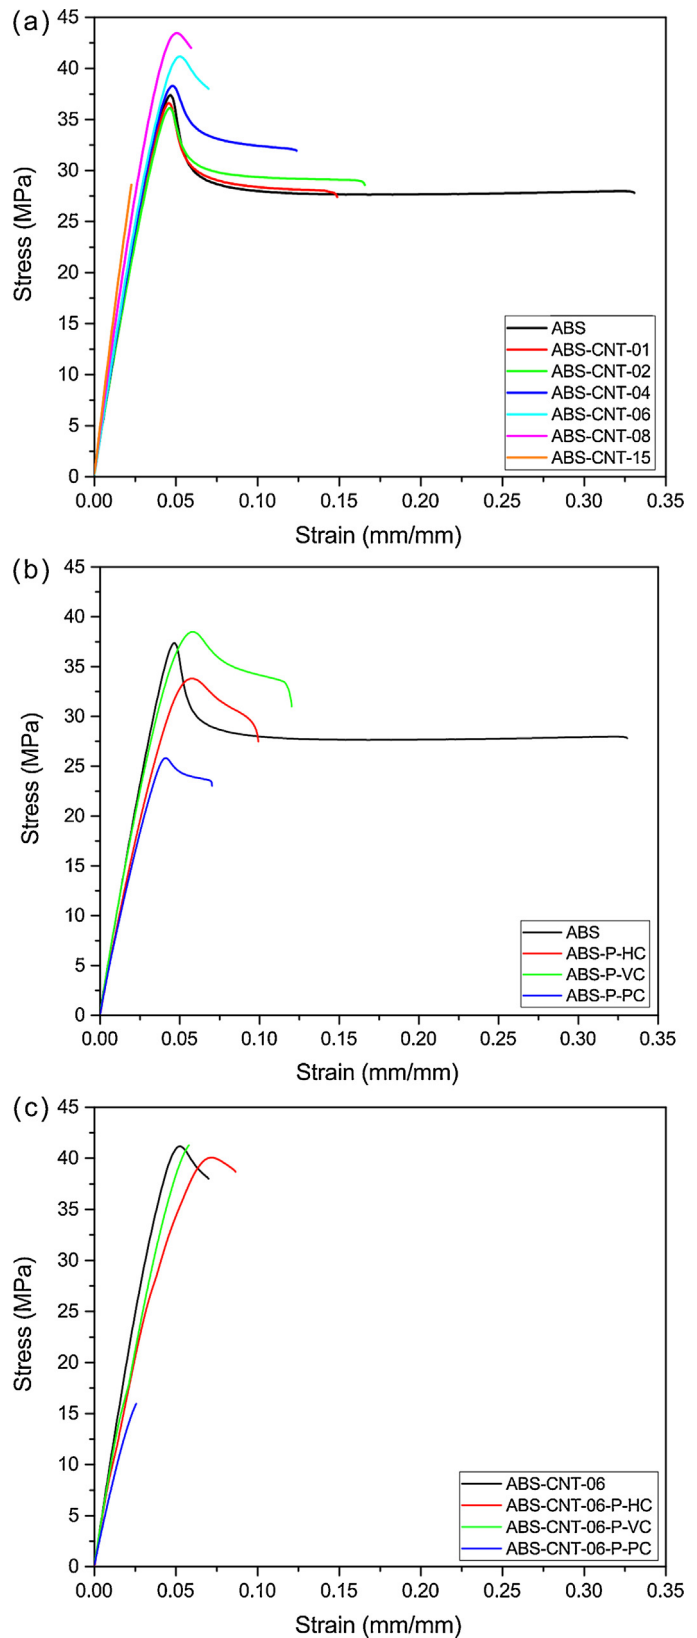 (a)
45
40
35
30
25
20
15
10
5
0
Stress (MPa)
ABS
ABS-CNT-01
ABS-CNT-02
ABS-CNT-04
ABS-CNT-06
ABS-CNT-08
ABS-CNT-15
0.00 0.05 0.10 0.15 0.20 0.25 0.30 0.35
Strain (mm/mm)
(b)
45
40
35
30
25
20
15
10
5
0
Stress (MPa)
ABS
ABS-P-HC
ABS-P-VC
ABS-P-PC
0.00 0.05 0.10 0.15 0.20 0.25 0.30 0.35
Strain (mm/mm)
(c)
45
40
35
30
25
20
15
10
5
0
Stress (MPa)
ABS-CNT-06
ABS-CNT-06-P-HC
ABS-CNT-06-P-VC
ABS-CNT-06-P-PC
0.00 0.05 0.10 0.15 0.20 0.25 0.30 0.35
Strain (mm/mm)